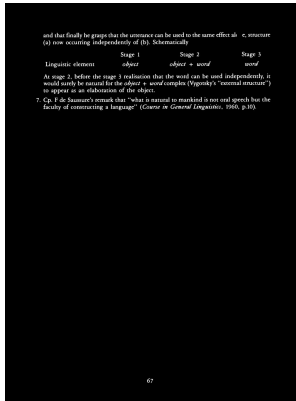 and that finally he grasps that the utterance can be used to the same effect al e, structure
(a) now occurring independently of (b). Schematically
Stage 1 Stage 2 Stage 3
Linguistic element object object + word word
At stage 2, before the stage 3 realisation that the word can be used independently, it
would surely be natural for the object + word complex (Vygotsky's "external structure")
to appear as an elaboration of the object.
7. Cp. F de Saussure's remark that "what is natural to mankind is not oral speech but the
faculty of constructing a language" (Course in General Linguistics, 1960, p.10).
67